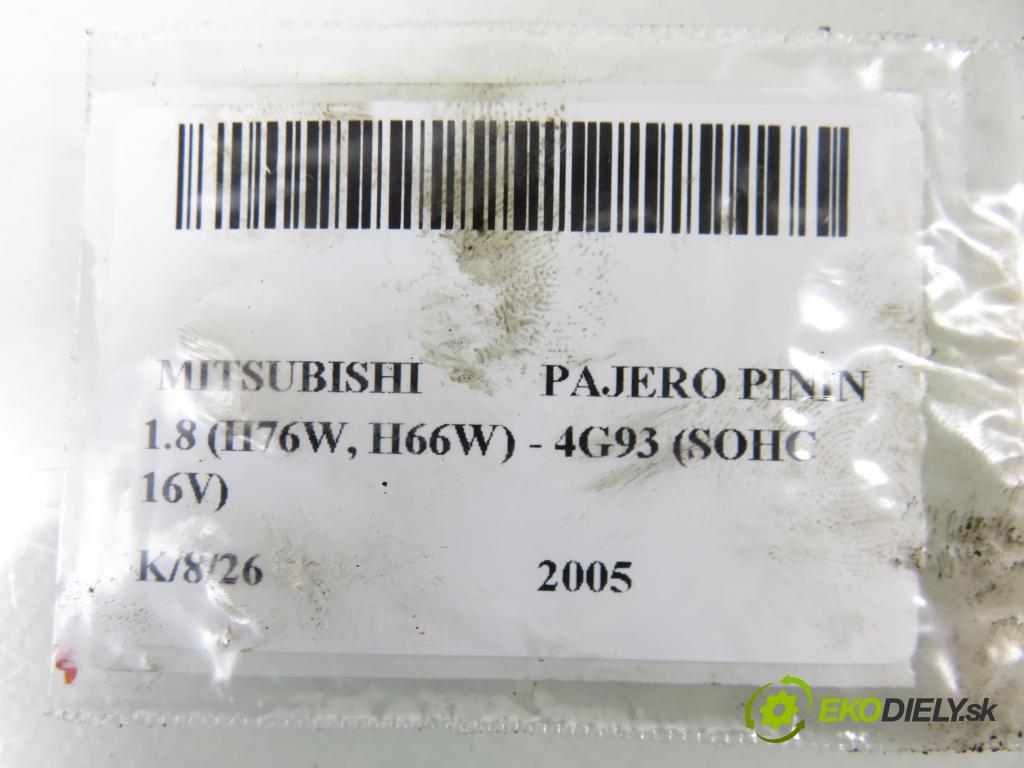 MITSUBISHI PAJERO PININ
1.8 (H76W, H66W) - 4G93 (SOHC
16V)
K/8/26 2005
EKODIELY.sk